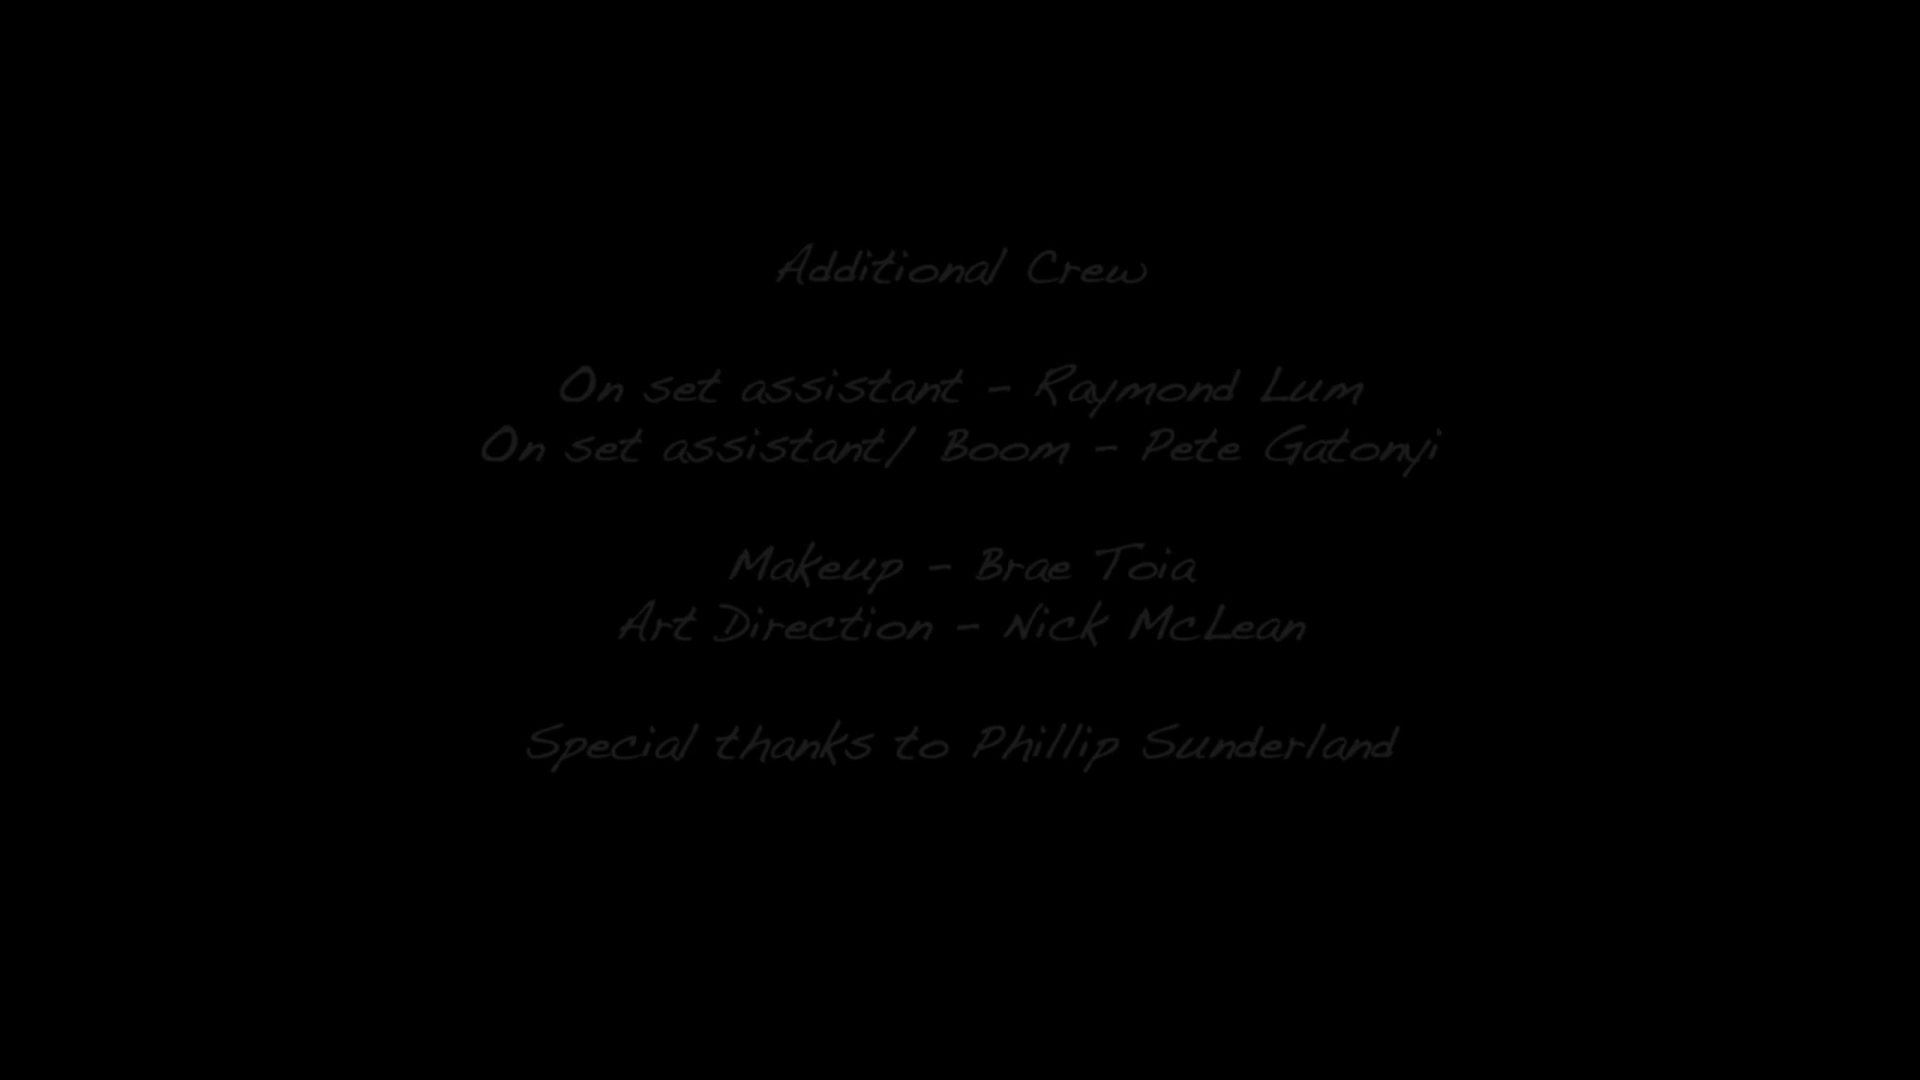 Additional Crew
On set assistant - Raymond Lum
On set assistant/ Boom - Pete Gatonyi
Makeup - Brae Toia
Art Direction - Nick McLean
Special thanks to Phillip Sunderland